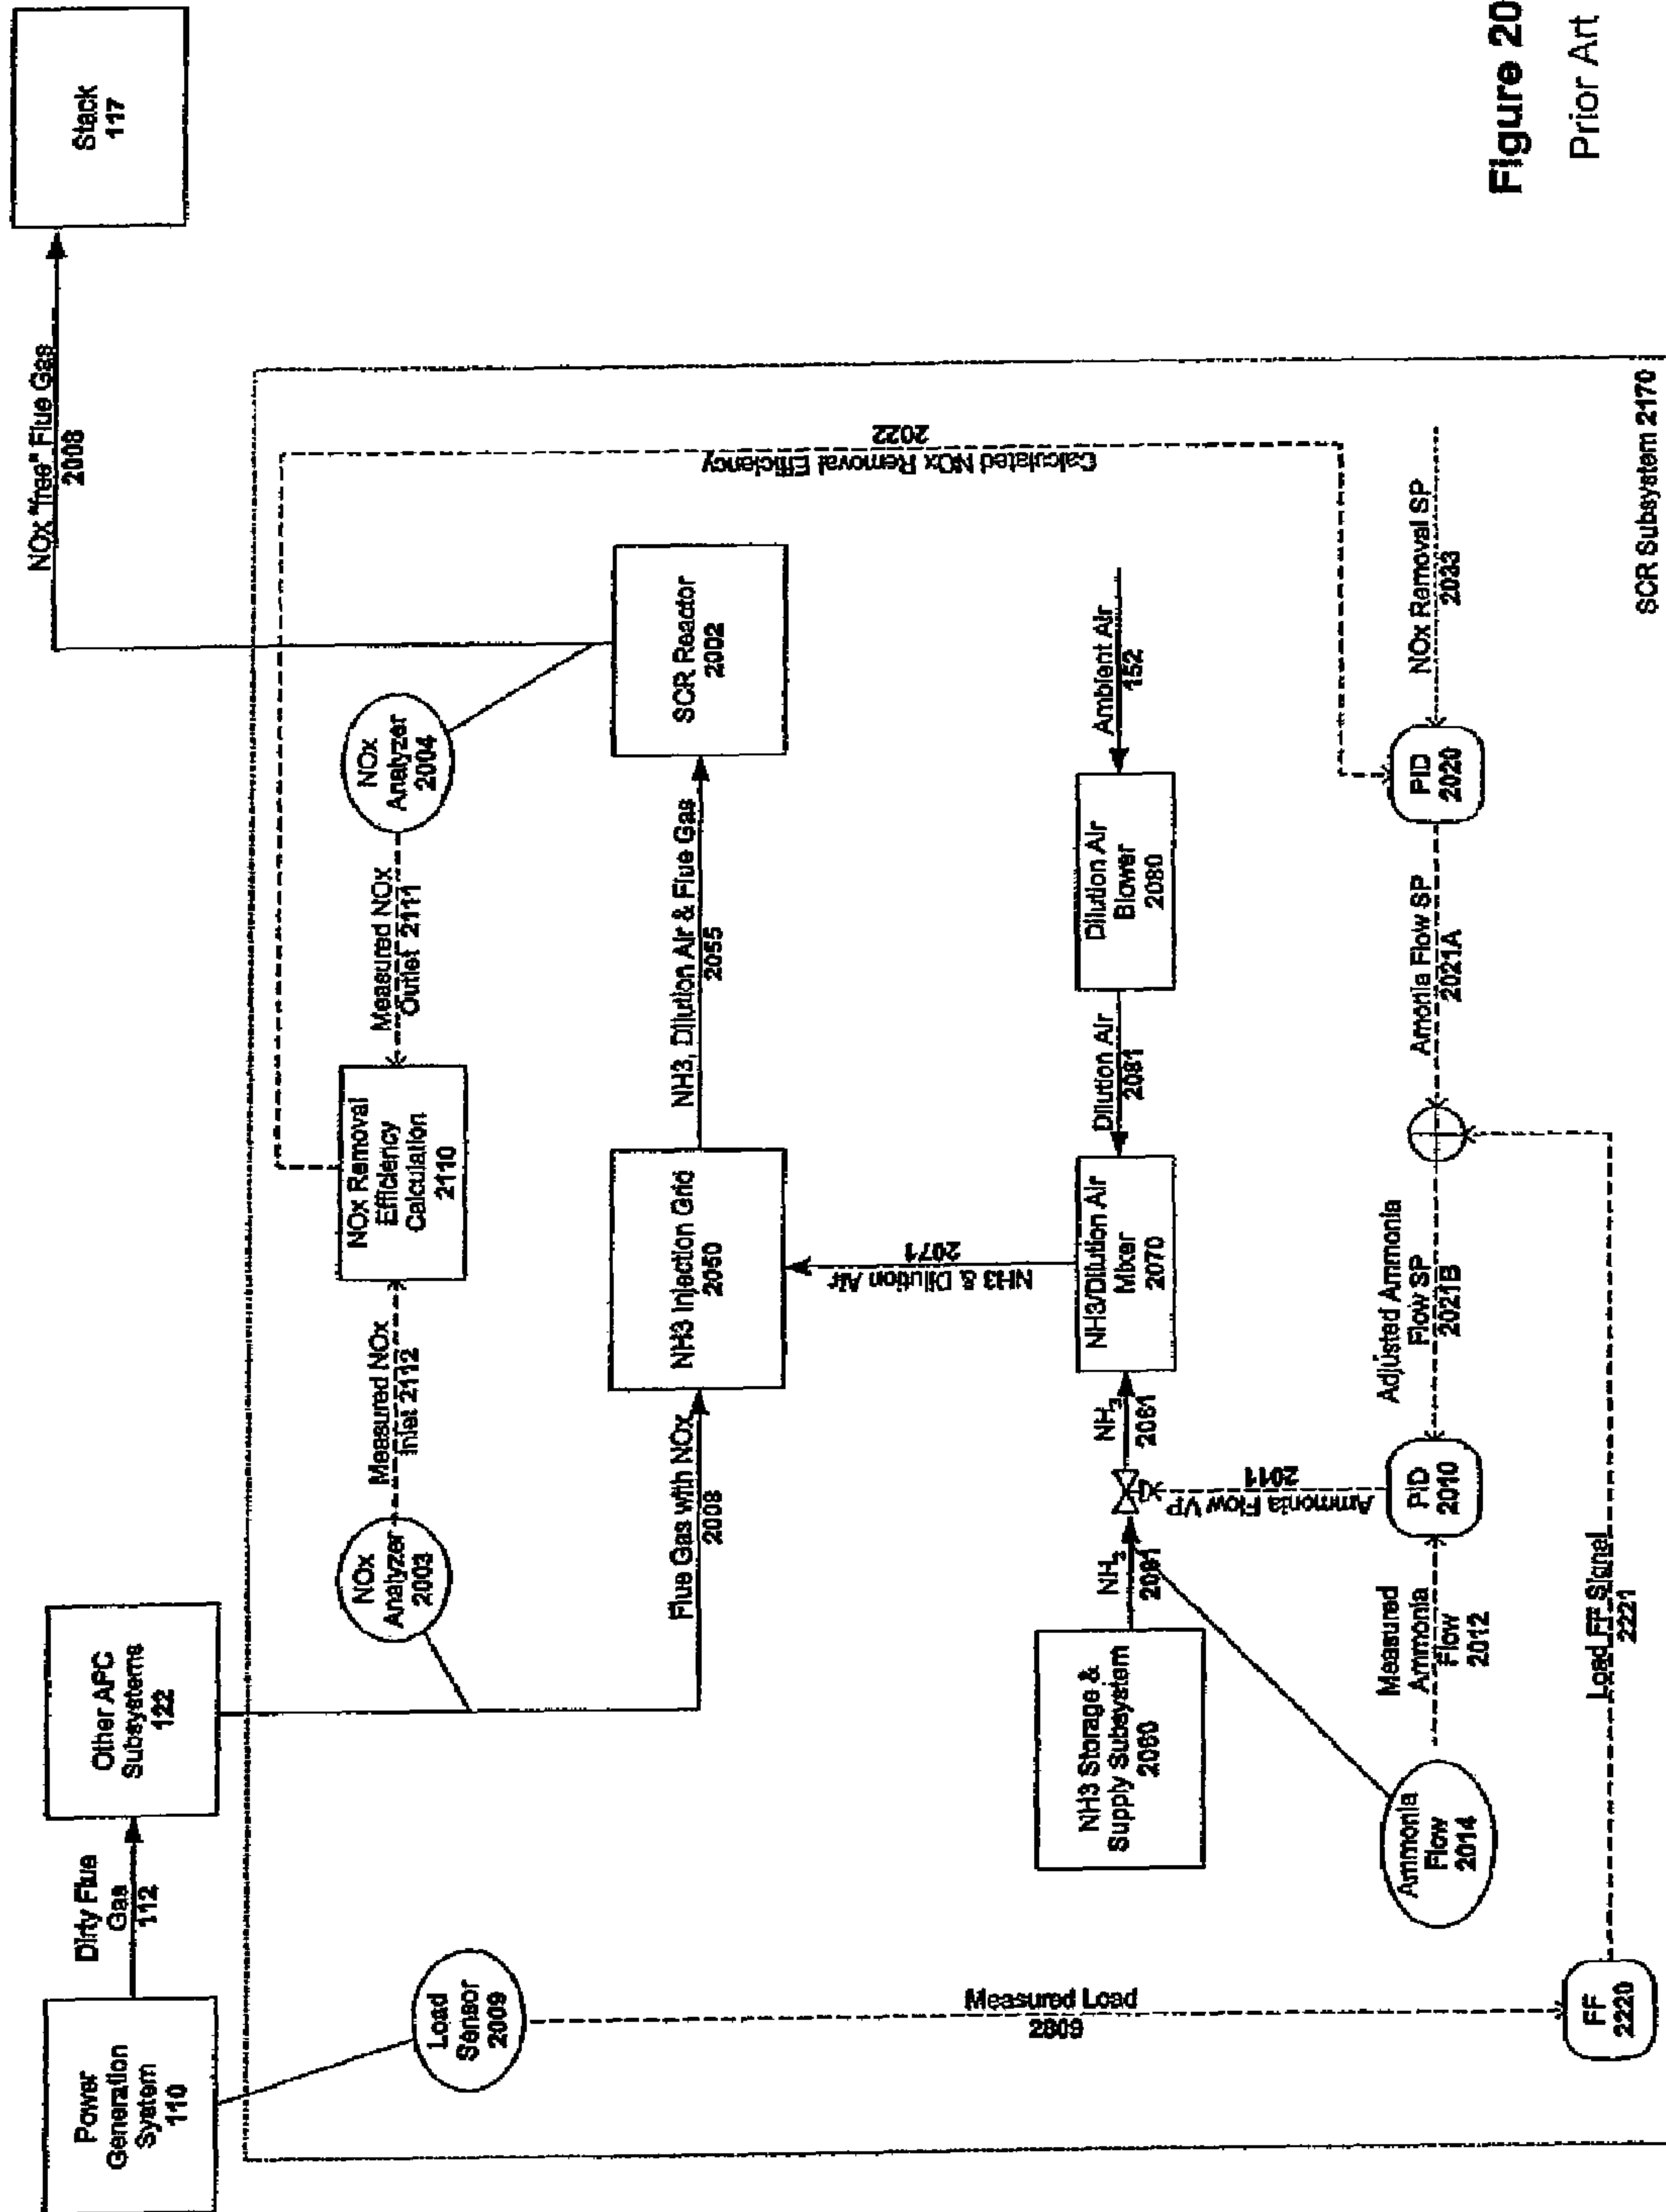 Power
Generation
System
110
Dirty Flue
Gas
112
Other APC
Subsystems
122
NOx "free" Flue Gas
2008
Stack
117
Load
Sensor
2009
NOx
Analyzer
2003
Measured NOx
Inlet 2112
NOx Removal
Efficiency
Calculation
2110
Measured NOx
Outlet 2111
NOx
Analyzer
2004
Flue Gas with NOx
2008
NH3 Injection Grid
2050
NH3, Dilution Air & Flue Gas
2055
SCR Reactor
2002
Calculated NOx Removal Efficiency
2022
NH3 & Dilution Air
2071
NH3 Storage &
Supply Subsystem
2060
NH3
2091
NH3
2061
NH3/Dilution Air
Mixer
2070
Dilution Air
2081
Dilution Air
Blower
2080
Ambient Air
152
Measured Load
2809
Ammonia
Flow
2014
Measured
Ammonia
Flow
2012
Ammonia Flow VP
2011
PID
2010
Adjusted Ammonia
Flow SP
2021B
Amonia Flow SP
2021A
PID
2020
NOx Removal SP
2033
FF
2220
Load FF Signal
2221
SCR Subsystem 2170
Figure 20
Prior Art